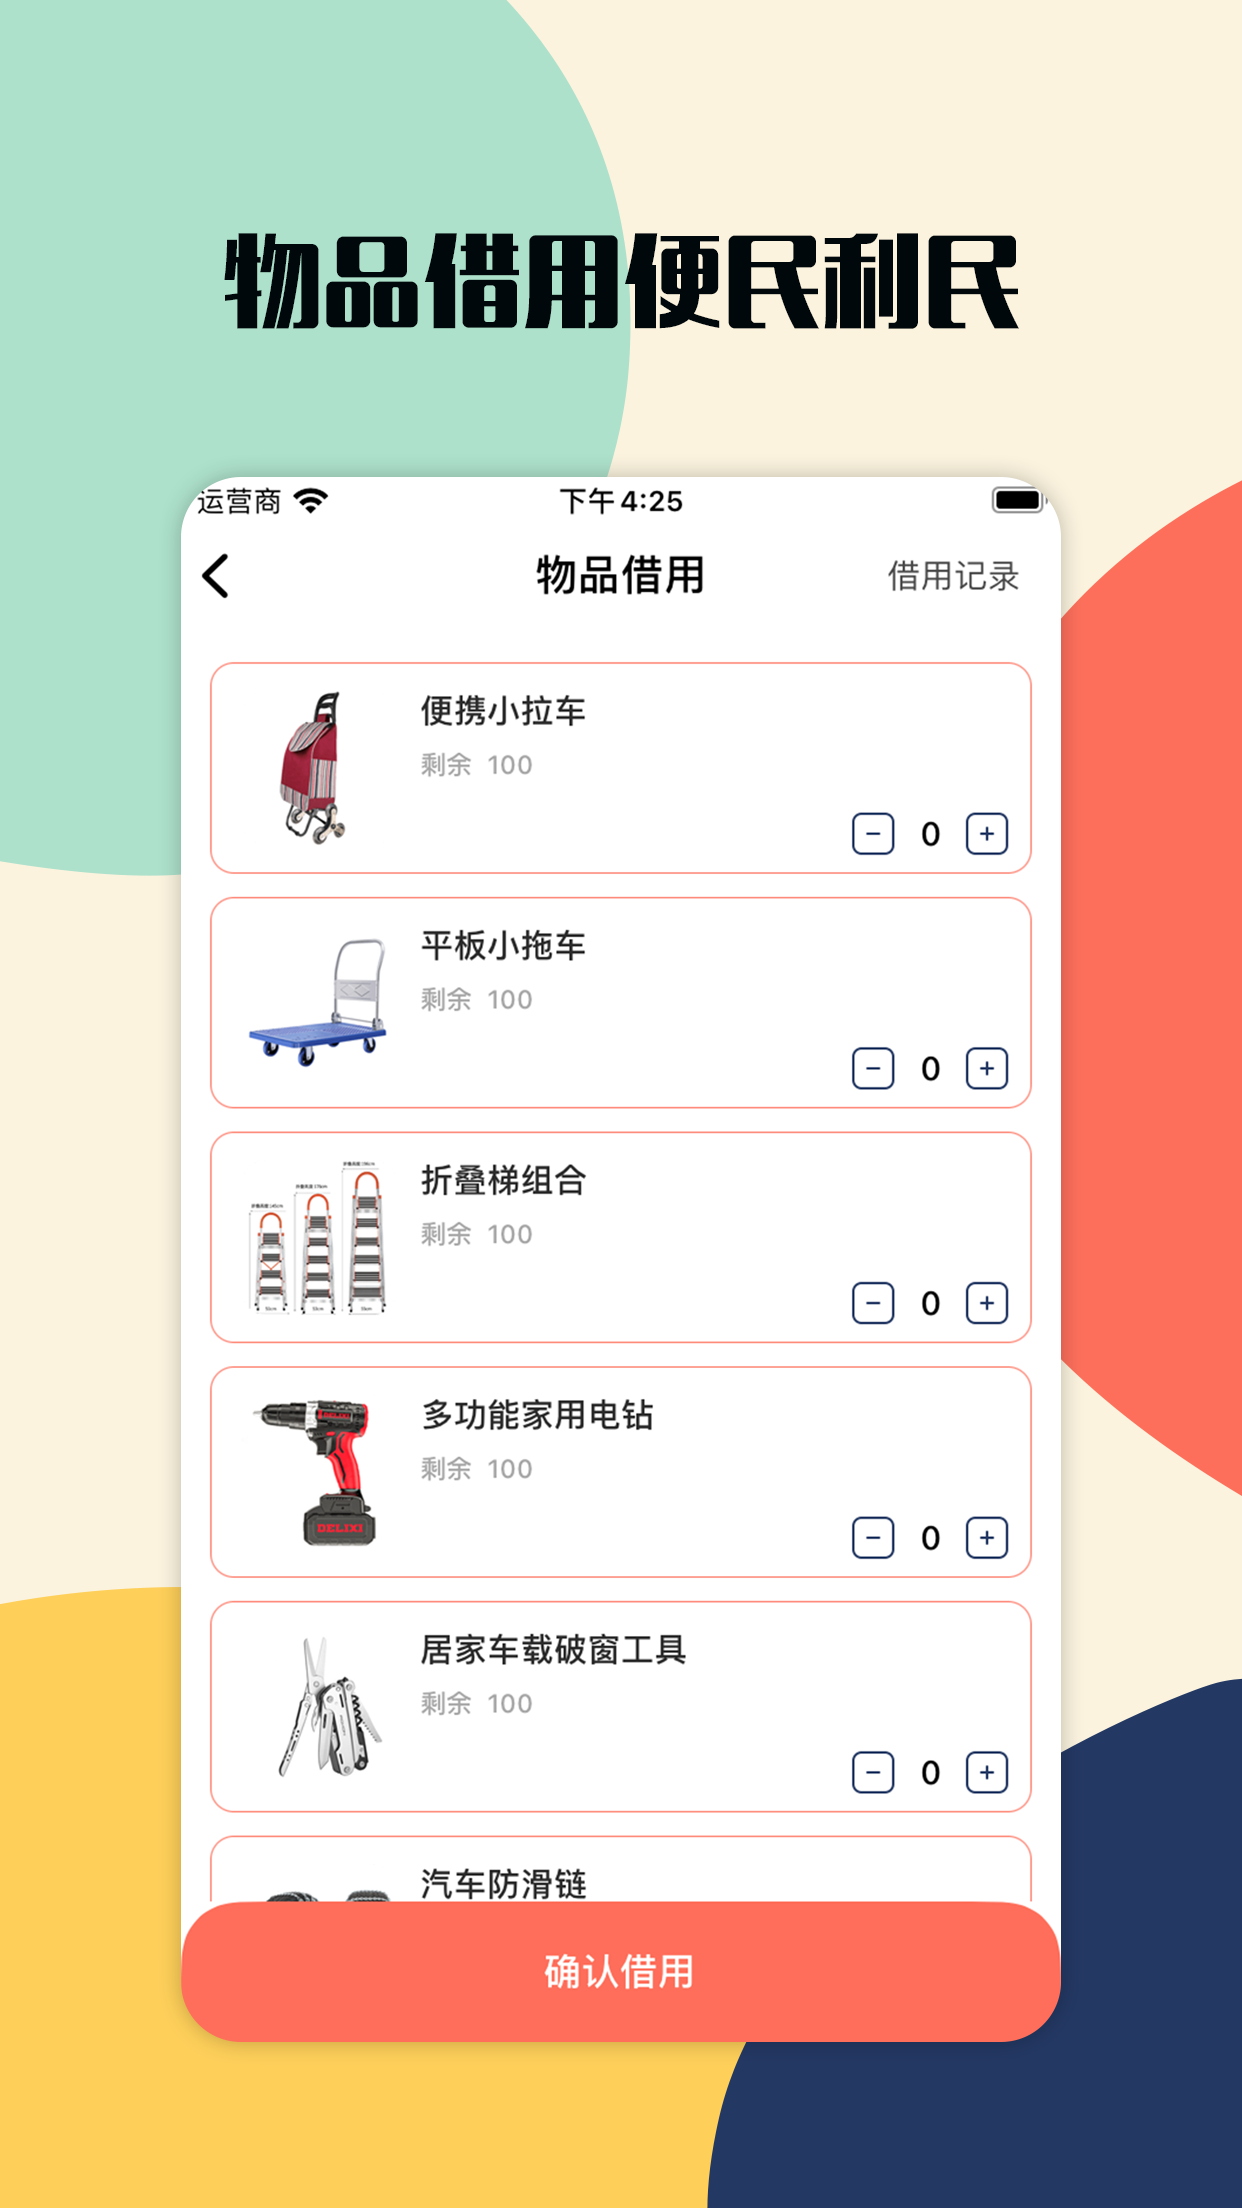 物品借用便民利民
运营商 下午4:25
物品借用 借用记录
便携小拉车
剩余 100
− 0 +
平板小拖车
剩余 100
− 0 +
折叠梯组合
剩余 100
− 0 +
多功能家用电钻
剩余 100
DELIXI
− 0 +
居家车载破窗工具
剩余 100
− 0 +
汽车防滑链
确认借用